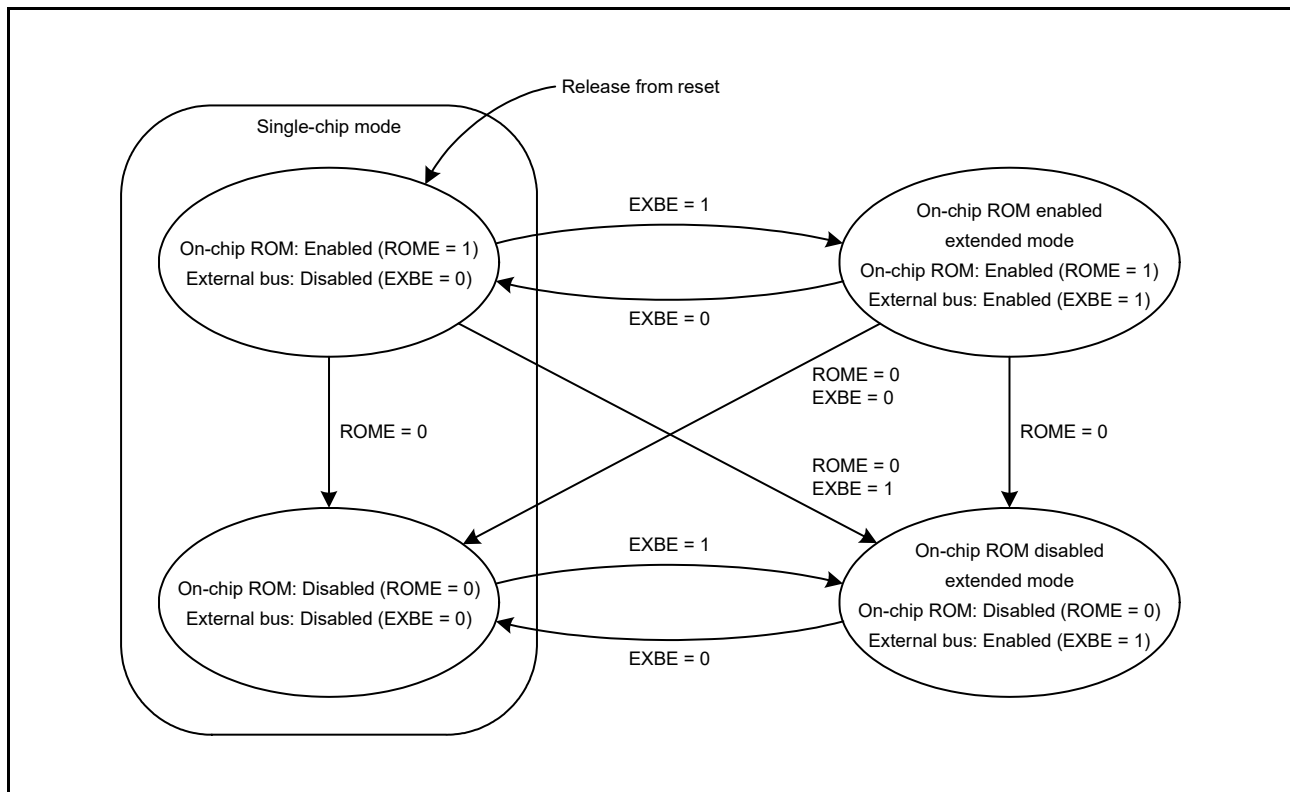 Release from reset
Single-chip mode
On-chip ROM: Enabled (ROME = 1)
External bus: Disabled (EXBE = 0)
EXBE = 1
EXBE = 0
On-chip ROM enabled
extended mode
On-chip ROM: Enabled (ROME = 1)
External bus: Enabled (EXBE = 1)
ROME = 0
ROME = 0
EXBE = 0
ROME = 0
ROME = 0
EXBE = 1
On-chip ROM: Disabled (ROME = 0)
External bus: Disabled (EXBE = 0)
EXBE = 1
EXBE = 0
On-chip ROM disabled
extended mode
On-chip ROM: Disabled (ROME = 0)
External bus: Enabled (EXBE = 1)